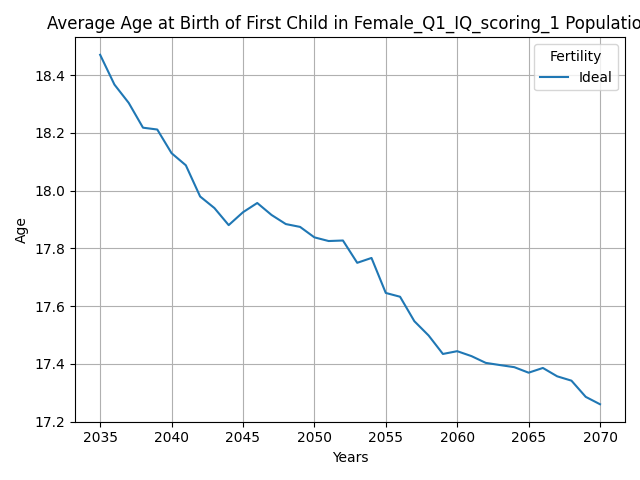 Average Age at Birth of First Child in Female_Q1_IQ_scoring_1 Populatio
Fertility
Ideal
18.4
18.2
18.0
17.8
17.6
17.4
17.2
Age
2035 2040 2045 2050 2055 2060 2065 2070
Years